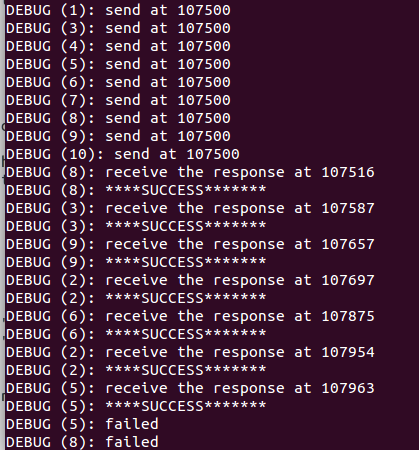 DEBUG (1): send at 107500
DEBUG (3): send at 107500
DEBUG (4): send at 107500
DEBUG (5): send at 107500
DEBUG (6): send at 107500
DEBUG (7): send at 107500
DEBUG (8): send at 107500
DEBUG (9): send at 107500
DEBUG (10): send at 107500
DEBUG (8): receive the response at 107516
DEBUG (8): ****SUCCESS*******
DEBUG (3): receive the response at 107587
DEBUG (3): ****SUCCESS*******
DEBUG (9): receive the response at 107657
DEBUG (9): ****SUCCESS*******
DEBUG (2): receive the response at 107697
DEBUG (2): ****SUCCESS*******
DEBUG (6): receive the response at 107875
DEBUG (6): ****SUCCESS*******
DEBUG (2): receive the response at 107954
DEBUG (2): ****SUCCESS*******
DEBUG (5): receive the response at 107963
DEBUG (5): ****SUCCESS*******
DEBUG (5): failed
DEBUG (8): failed